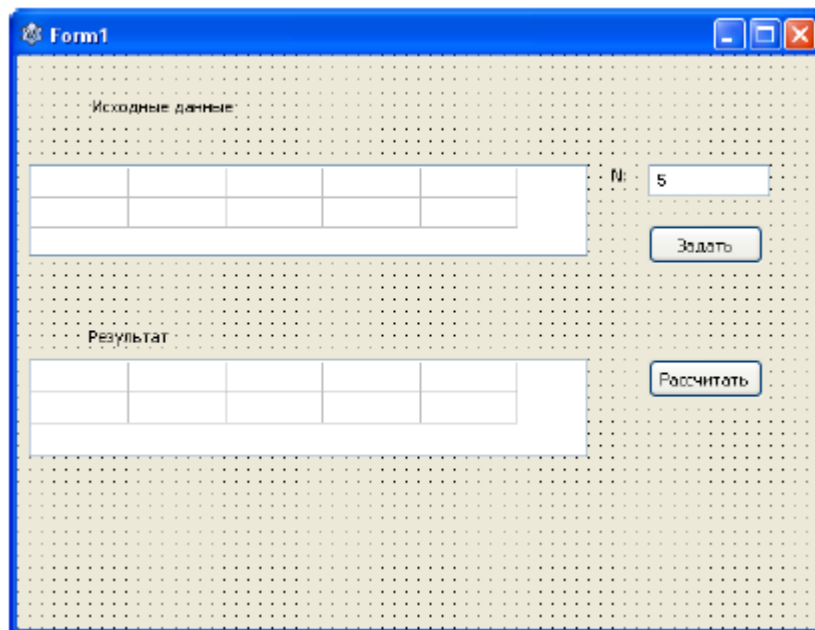 Form1
Исходные данные
N:
5
Задать
Результат
Рассчитать